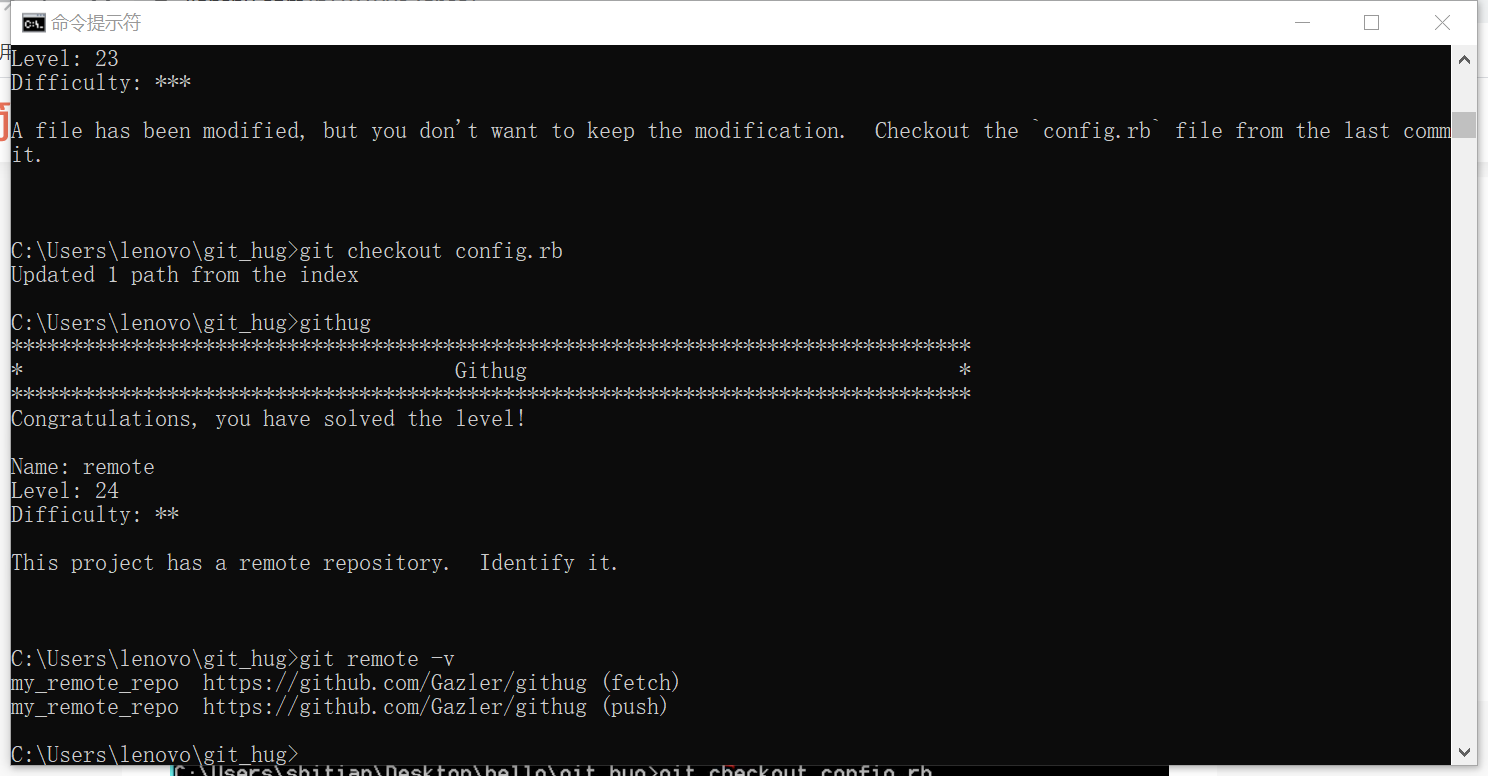 命令提示符
Level: 23
Difficulty: ***
A file has been modified, but you don't want to keep the modification.  Checkout the `config.rb` file from the last comm
it.
C:\Users\lenovo\git_hug>git checkout config.rb
Updated 1 path from the index
C:\Users\lenovo\git_hug>githug
********************************************************************************
*                                    Githug                                    *
********************************************************************************
Congratulations, you have solved the level!
Name: remote
Level: 24
Difficulty: **
This project has a remote repository.  Identify it.
C:\Users\lenovo\git_hug>git remote -v
my_remote_repo  https://github.com/Gazler/githug (fetch)
my_remote_repo  https://github.com/Gazler/githug (push)
C:\Users\lenovo\git_hug>
C:\Users\shitian\Desktop\hello\git_hug>git checkout config.rb